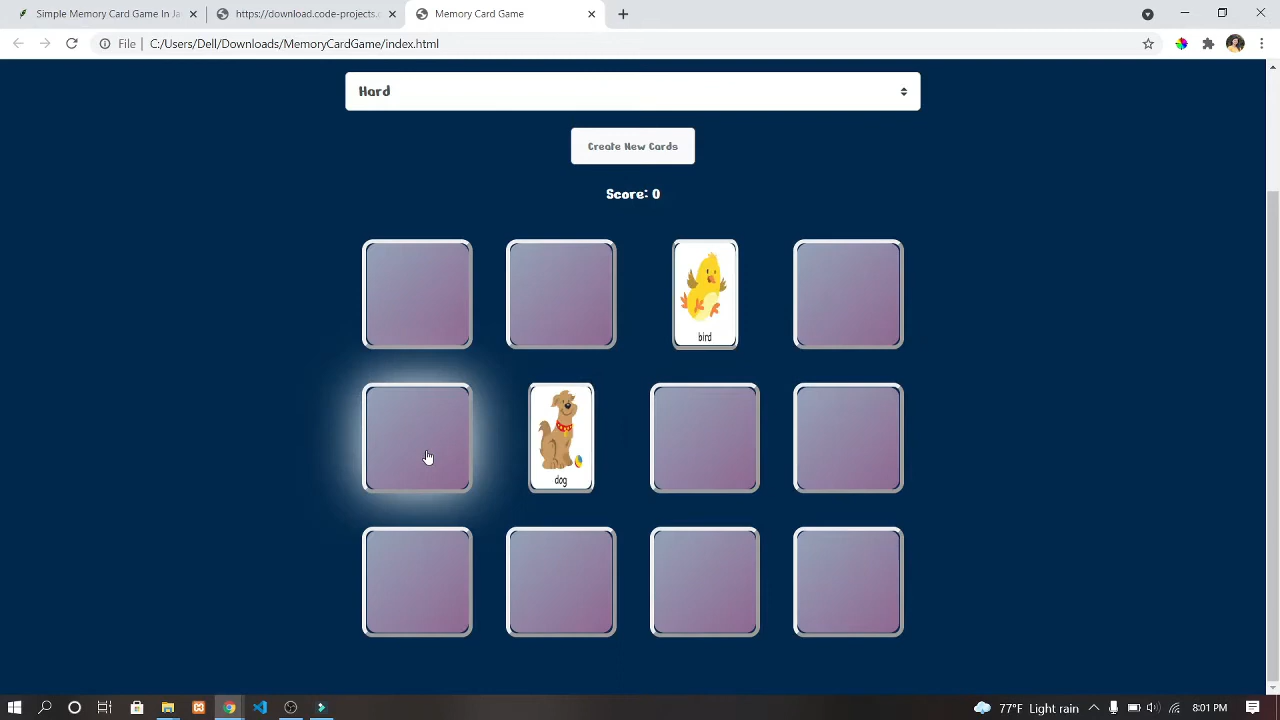 Simple Memory Card Game In Ja
https://download.code-projects.
Memory Card Game
File
C:/Users/Dell/Downloads/MemoryCardGame/index.html
Hard
Create New Cards
Score: 0
bird
dog
77°F Light rain
8:01 PM